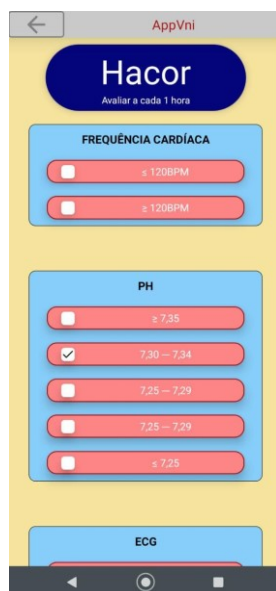 AppVni
Hacor
Avaliar a cada 1 hora
FREQUÊNCIA CARDÍACA
≤ 120BPM
≥ 120BPM
PH
≥ 7,35
7,30 — 7,34
7,25 — 7,29
7,25 — 7,29
≤ 7,25
ECG